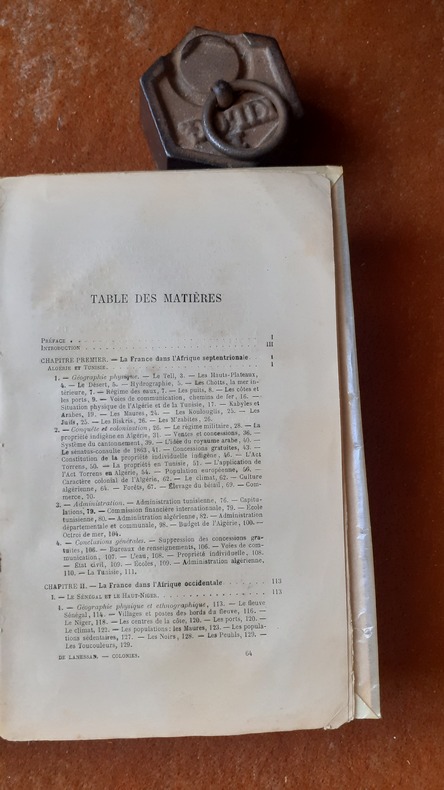 TABLE DES MATIÈRES
PRÉFACE . . I
INTRODUCTION III
CHAPITRE PREMIER. — La France dans l'Afrique septentrionale 1
ALGÉRIE ET TUNISIE. 1
1. — Géographie physique. — Le Tell, 3. — Les Hauts-Plateaux,
4. — Le Désert, 5. — Hydrographie, 5. — Les Chotts, la mer in-
térieure, 7. — Régime des eaux, 7. — Les puits, 8. — Les côtes et
les ports, 9. — Voies de communication, chemins de fer, 16. —
Situation physique de l'Algérie et de la Tunisie, 17. — Kabyles et
Arabes, 19. — Les Maures, 24. — Les Koulouglis, 25. — Les
Juifs, 25. — Les Biskris, 26. — Les M'zabites, 26.
2. — Conquête et colonisation, 26. — Le régime militaire, 28. — La
propriété indigène en Algérie, 31. — Ventes et concessions, 36. —
Système du cantonnement, 39. — L'idée du royaume arabe, 40. —
Le sénatus-consulte de 1863, 41. — Concessions gratuites, 43. —
Constitution de la propriété individuelle indigène, 46. — L'Act
Torrens, 50. — La propriété en Tunisie, 51. — L'application de
l'Act Torrens en Algérie, 54. — Population européenne, 56. —
Caractère colonial de l'Algérie, 62. — Le climat, 62. — Culture
algérienne, 64. — Forêts, 67. — Élevage du bétail, 69. — Com-
merce, 70.
3. — Administration. — Administration tunisienne, 76. — Capitu-
lations, 79. — Commission financière internationale, 79. — École
tunisienne, 80. — Administration algérienne, 82. — Administration
départementale et communale, 98. — Budget de l'Algérie, 100. —
Octroi de mer, 104.
4. — Conclusions générales. — Suppression des concessions gra-
tuites, 106. — Bureaux de renseignements, 106. — Voies de com-
munication, 107. — L'eau, 108. — Propriété individuelle, 108.
— État civil, 109. — Écoles, 109. — Administration algérienne,
110. — La Tunisie, 111.
CHAPITRE II. — La France dans l'Afrique occidentale . . . . . . . 113
I. — LE SÉNÉGAL ET LE HAUT-NIGER. . . . . . . . . . . . . 113
1. — Géographie physique et ethnographique, 113. — Le fleuve
Sénégal, 114. — Villages et postes des bords du fleuve, 116. —
Le Niger, 118. — Les centres de la côte, 120. — Les ports, 120. —
Le climat, 122. — Les populations : les Maures, 123. — Les popula-
tions sédentaires, 127. — Les Noirs, 128. — Les Peuhls, 129. —
Les Toucouleurs, 129.
DE LANESSAN. — COLONIES. 64